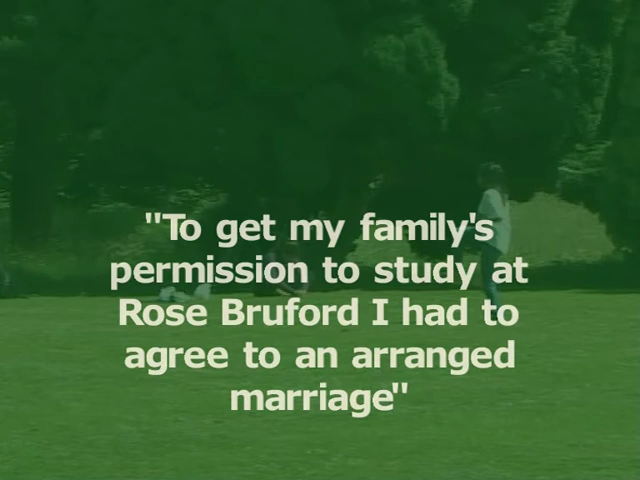 "To get my family's
permission to study at
Rose Bruford I had to
agree to an arranged
marriage"